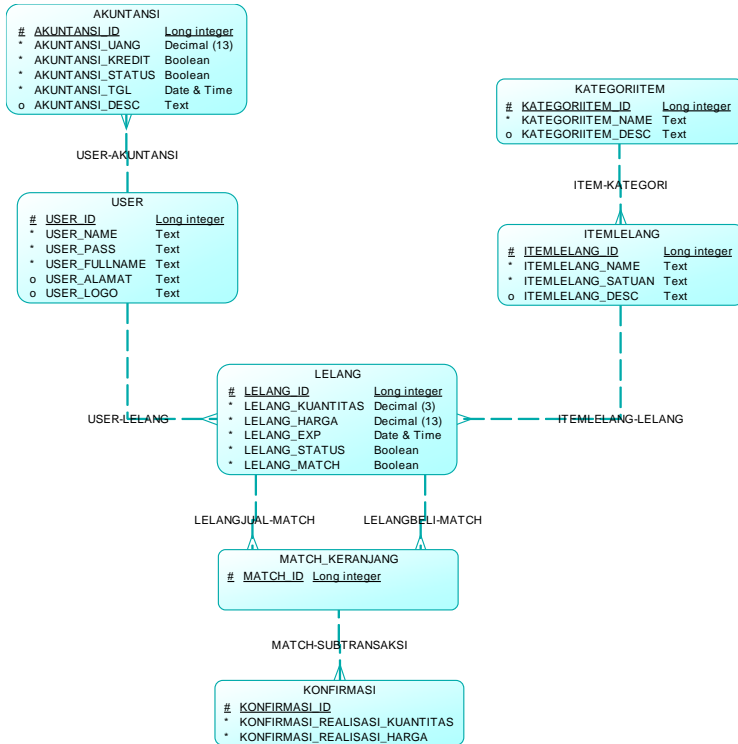 AKUNTANSI
# AKUNTANSI_ID Long integer
* AKUNTANSI_UANG Decimal (13)
* AKUNTANSI_KREDIT Boolean
* AKUNTANSI_STATUS Boolean
* AKUNTANSI_TGL Date & Time
o AKUNTANSI_DESC Text
KATEGORIITEM
# KATEGORIITEM_ID Long integer
* KATEGORIITEM_NAME Text
o KATEGORIITEM_DESC Text
USER-AKUNTANSI
ITEM-KATEGORI
USER
# USER_ID Long integer
* USER_NAME Text
* USER_PASS Text
* USER_FULLNAME Text
o USER_ALAMAT Text
o USER_LOGO Text
ITEMLELANG
# ITEMLELANG_ID Long integer
* ITEMLELANG_NAME Text
* ITEMLELANG_SATUAN Text
o ITEMLELANG_DESC Text
LELANG
# LELANG_ID Long integer
* LELANG_KUANTITAS Decimal (3)
* LELANG_HARGA Decimal (13)
* LELANG_EXP Date & Time
* LELANG_STATUS Boolean
* LELANG_MATCH Boolean
USER-LELANG
ITEMLELANG-LELANG
LELANGJUAL-MATCH
LELANGBELI-MATCH
MATCH_KERANJANG
# MATCH_ID Long integer
MATCH-SUBTRANSAKSI
KONFIRMASI
# KONFIRMASI_ID
* KONFIRMASI_REALISASI_KUANTITAS
* KONFIRMASI_REALISASI_HARGA